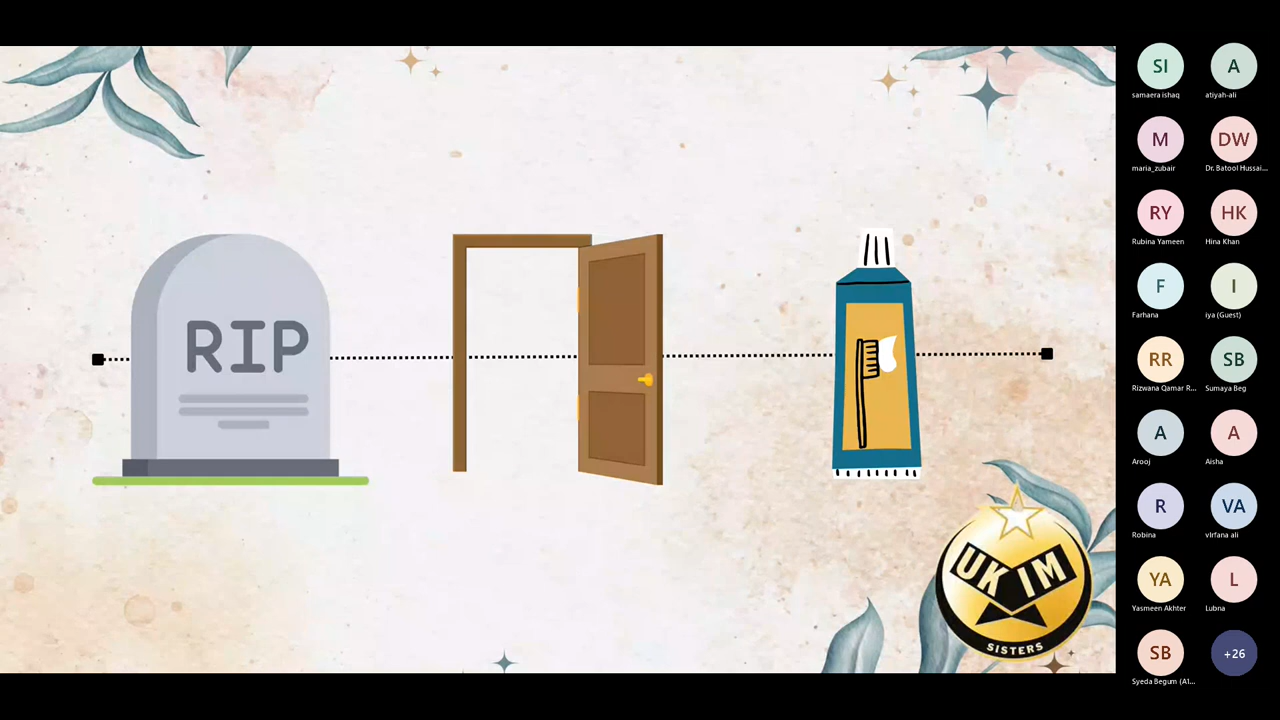 RIP
UKIM
SISTERS
SI
samaera ishaq
A
atiyah-ali
M
maria_zubair
DW
Dr. Batool Hussai...
RY
Rubina Yameen
HK
Hina Khan
F
Farhana
I
iya (Guest)
RR
Rizwana Qamar R...
SB
Sumaya Beg
A
Arooj
A
Aisha
R
Robina
VA
vIrfana ali
YA
Yasmeen Akhter
L
Lubna
SB
Syeda Begum (A1...
+26